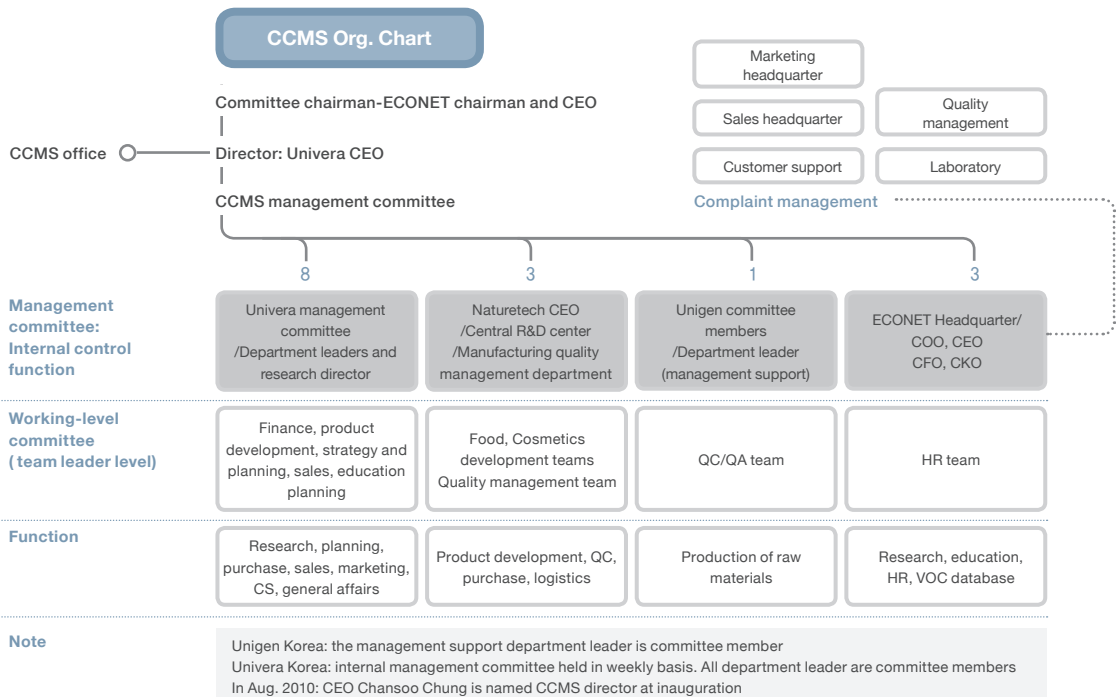 CCMS Org. Chart
Committee chairman-ECONET chairman and CEO
CCMS office
Director: Univera CEO
CCMS management committee
Marketing
headquarter
Sales headquarter
Quality
management
Customer support
Laboratory
Complaint management
8
3
1
3
Management
committee:
Internal control
function
Univera management
committee
/Department leaders and
research director
Naturetech CEO
/Central R&D center
/Manufacturing quality
management department
Unigen committee
members
/Department leader
(management support)
ECONET Headquarter/
COO, CEO
CFO, CKO
Working-level
committee
( team leader level)
Finance, product
development, strategy and
planning, sales, education
planning
Food, Cosmetics
development teams
Quality management team
QC/QA team
HR team
Function
Research, planning,
purchase, sales, marketing,
CS, general affairs
Product development, QC,
purchase, logistics
Production of raw
materials
Research, education,
HR, VOC database
Note
Unigen Korea: the management support department leader is committee member
Univera Korea: internal management committee held in weekly basis. All department leader are committee members
In Aug. 2010: CEO Chansoo Chung is named CCMS director at inauguration